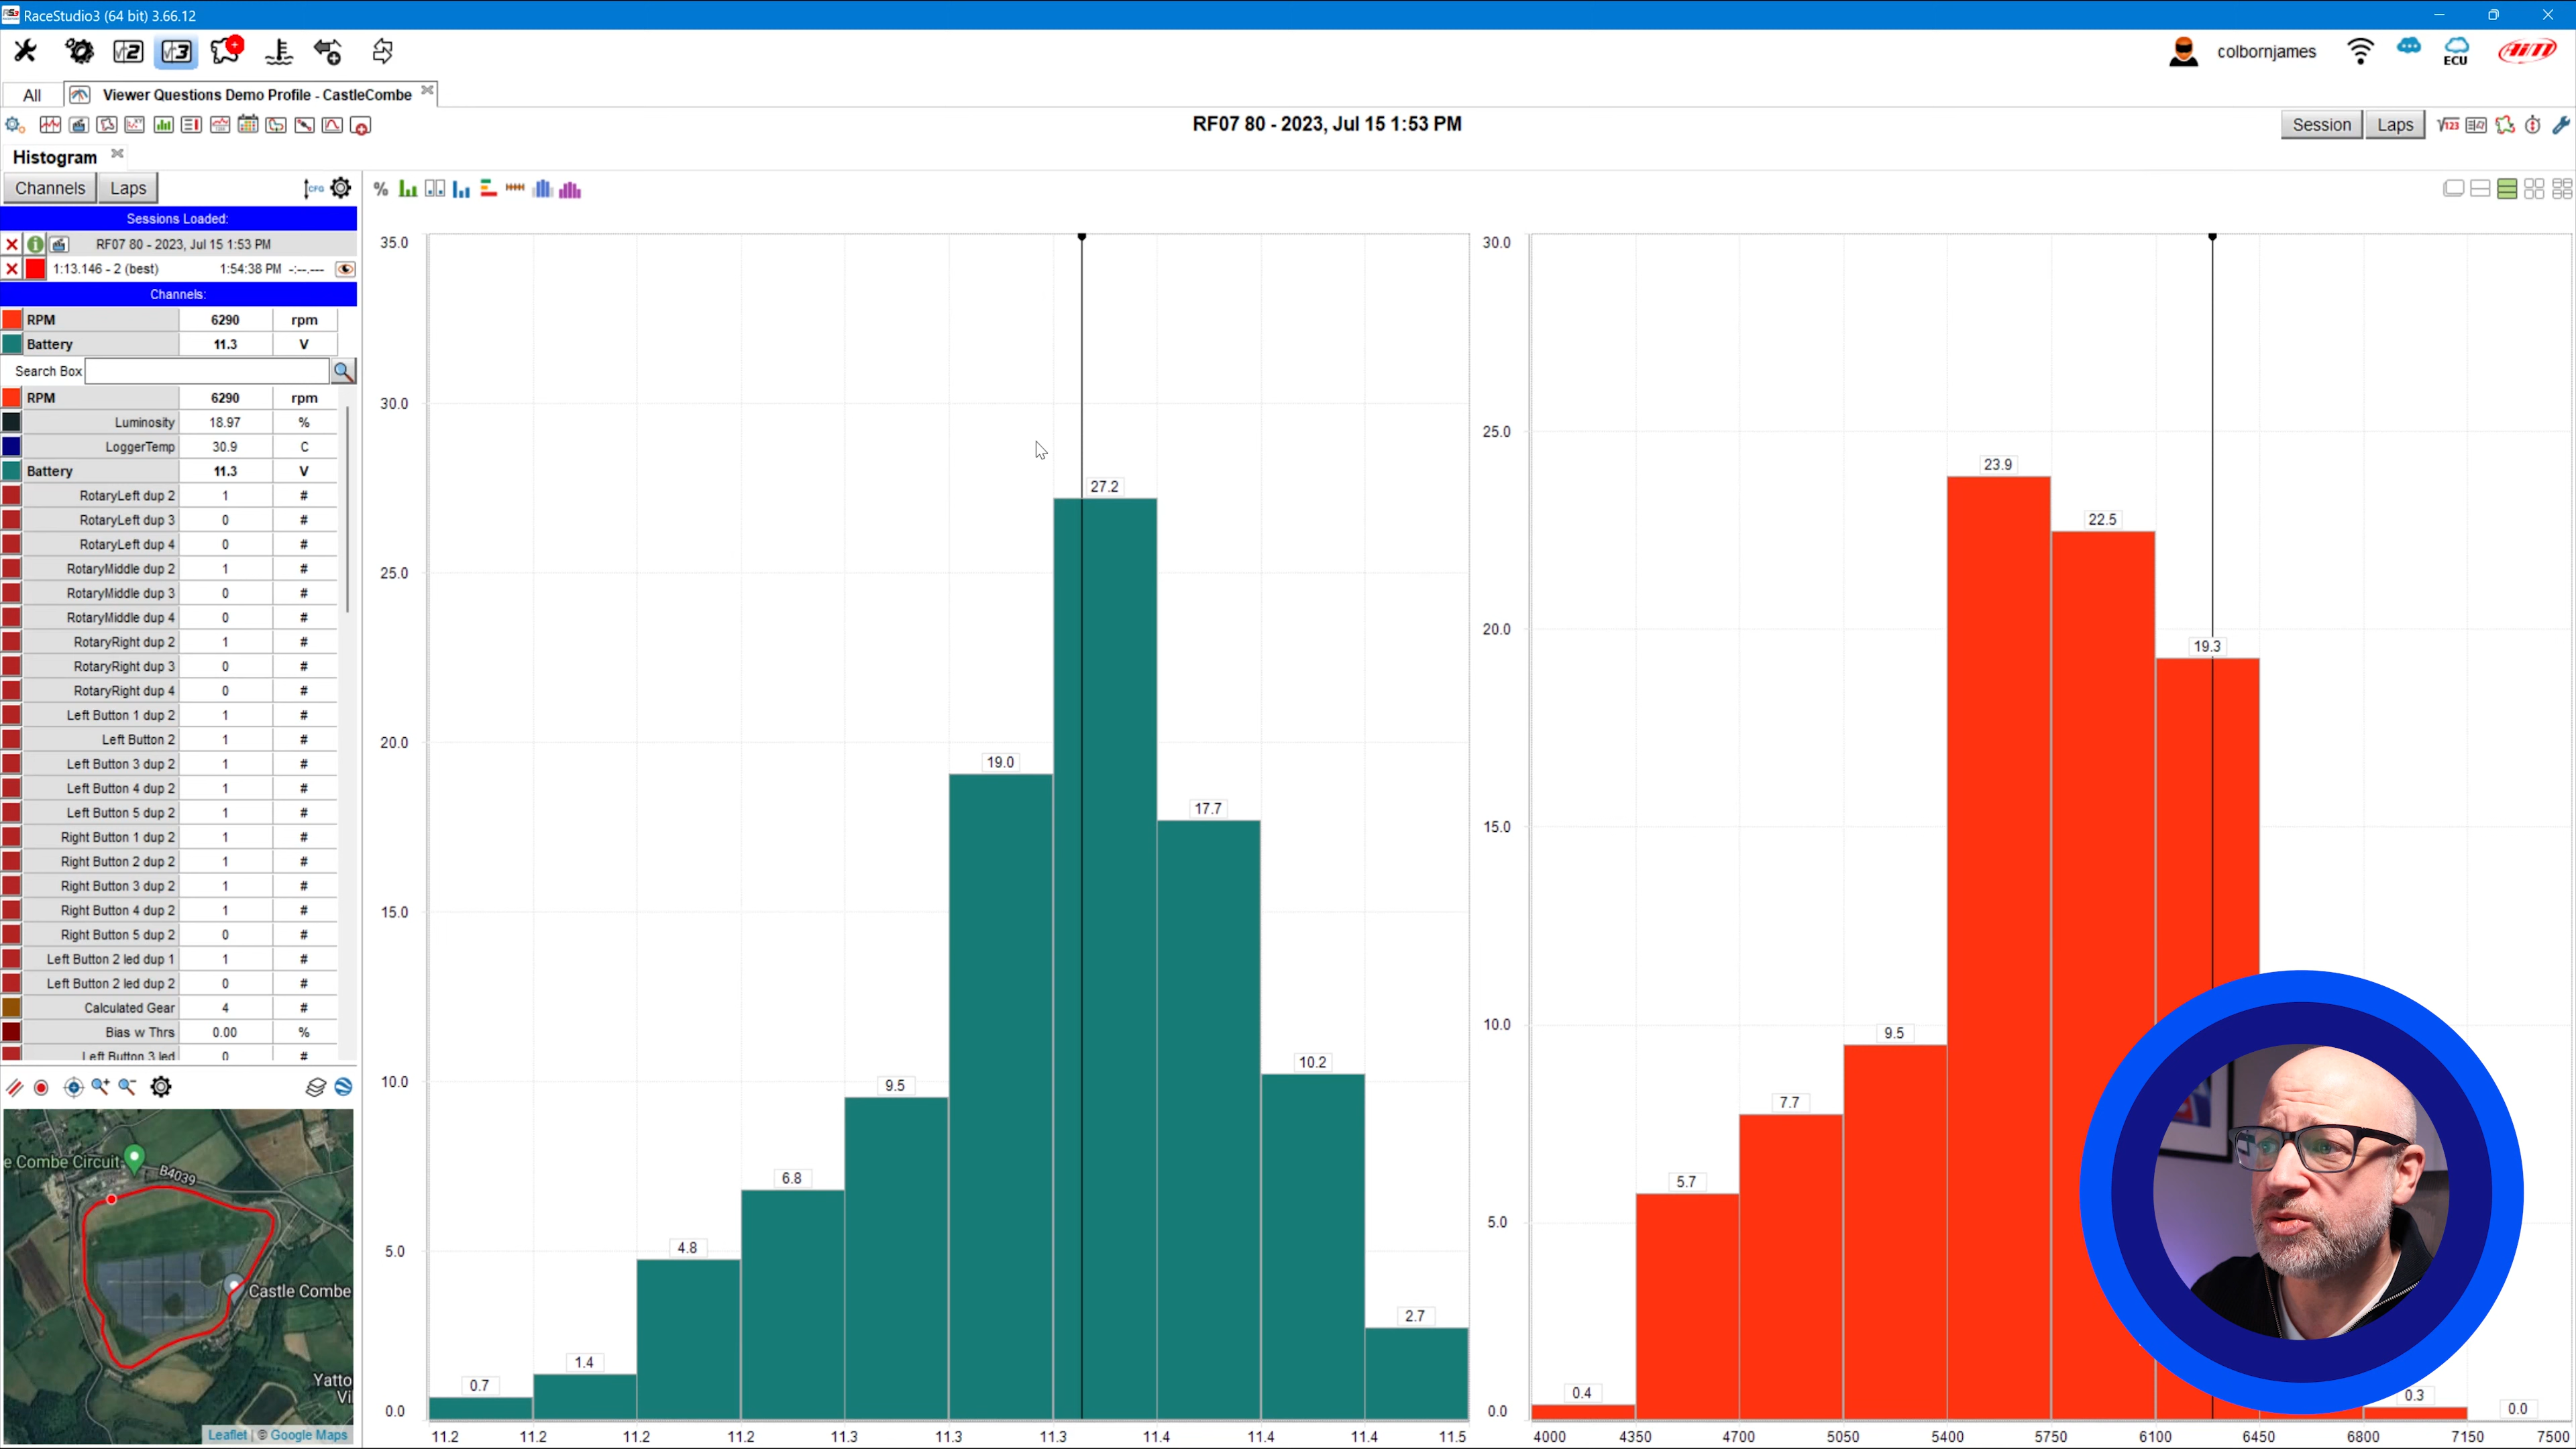 RaceStudio3 (64 bit) 3.66.12
colbornjames
ECU
AiM
All
Viewer Questions Demo Profile - CastleCombe
RF07 80 - 2023, Jul 15 1:53 PM
Session
Laps
Histogram
Channels
Laps
CFG
%
Sessions Loaded:
RF07 80 - 2023, Jul 15 1:53 PM
1:13.146 - 2 (best) 1:54:38 PM -:--.---
Channels:
RPM 6290 rpm
Battery 11.3 V
Search Box
RPM 6290 rpm
Luminosity 18.97 %
LoggerTemp 30.9 C
Battery 11.3 V
RotaryLeft dup 2 1 #
RotaryLeft dup 3 0 #
RotaryLeft dup 4 0 #
RotaryMiddle dup 2 1 #
RotaryMiddle dup 3 0 #
RotaryMiddle dup 4 0 #
RotaryRight dup 2 1 #
RotaryRight dup 3 0 #
RotaryRight dup 4 0 #
Left Button 1 dup 2 1 #
Left Button 2 1 #
Left Button 3 dup 2 1 #
Left Button 4 dup 2 1 #
Left Button 5 dup 2 1 #
Right Button 1 dup 2 1 #
Right Button 2 dup 2 1 #
Right Button 3 dup 2 1 #
Right Button 4 dup 2 1 #
Right Button 5 dup 2 0 #
Left Button 2 led dup 1 1 #
Left Button 2 led dup 2 0 #
Calculated Gear 4 #
Bias w Thrs 0.00 %
Left Button 3 led 0 #
e Combe Circuit
B4039
Castle Combe
Yatto
Vi
Leaflet | © Google Maps
35.0
30.0
25.0
20.0
15.0
10.0
5.0
0.0
0.7
1.4
4.8
6.8
9.5
19.0
27.2
17.7
10.2
2.7
11.2 11.2 11.2 11.2 11.3 11.3 11.3 11.4 11.4 11.4 11.5
30.0
25.0
20.0
15.0
10.0
5.0
0.0
0.4
5.7
7.7
9.5
23.9
22.5
19.3
0.3
0.0
4000 4350 4700 5050 5400 5750 6100 6450 6800 7150 7500